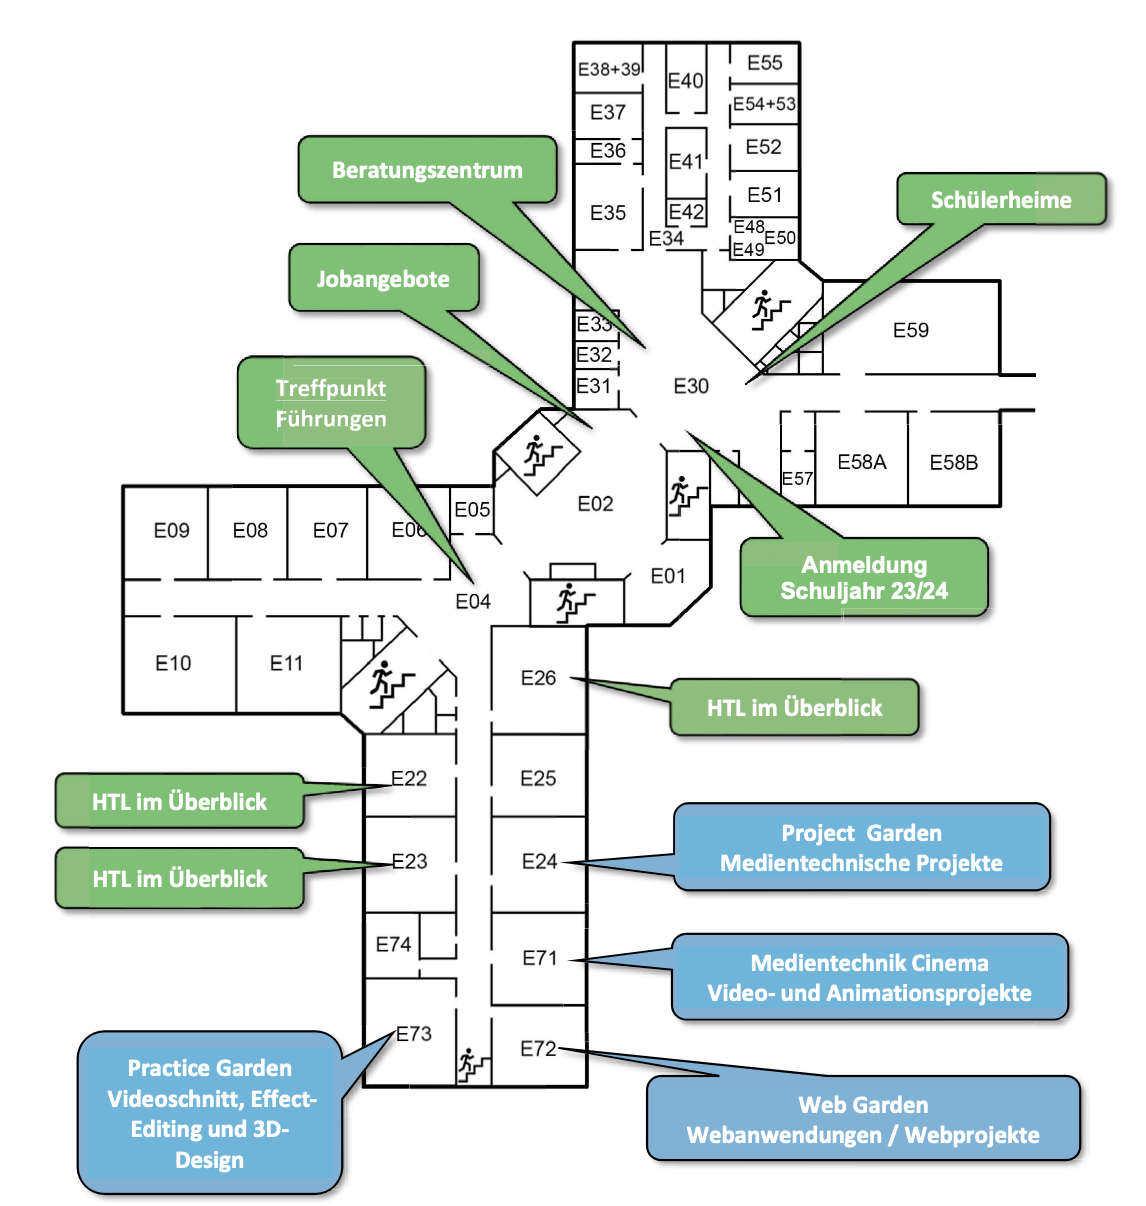 E38+39
E40
E55
E37
E54+53
E36
E41
E52
E51
E35
E42
E48
E50
E34
E49
Beratungszentrum
Schülerheime
Jobangebote
E33
E32
E31
E30
E59
Treffpunkt
Führungen
E58A
E58B
E57
E02
E05
E09
E08
E07
E06
E01
E04
Anmeldung
Schuljahr 23/24
E10
E11
E26
HTL im Überblick
E22
E25
HTL im Überblick
E23
E24
HTL im Überblick
Project Garden
Medientechnische Projekte
E74
E71
Medientechnik Cinema
Video- und Animationsprojekte
E73
E72
Practice Garden
Videoschnitt, Effect-
Editing und 3D-
Design
Web Garden
Webanwendungen / Webprojekte